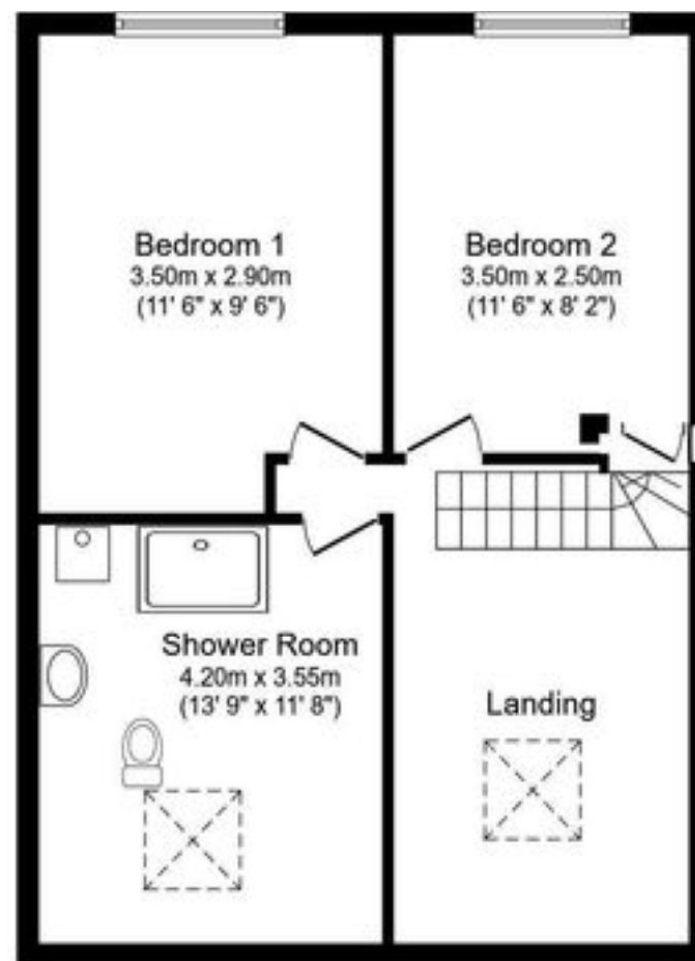 Bedroom 1
3.50m x 2.90m
(11' 6" x 9' 6")
Bedroom 2
3.50m x 2.50m
(11' 6" x 8' 2")
Shower Room
4.20m x 3.55m
(13' 9" x 11' 8")
Landing